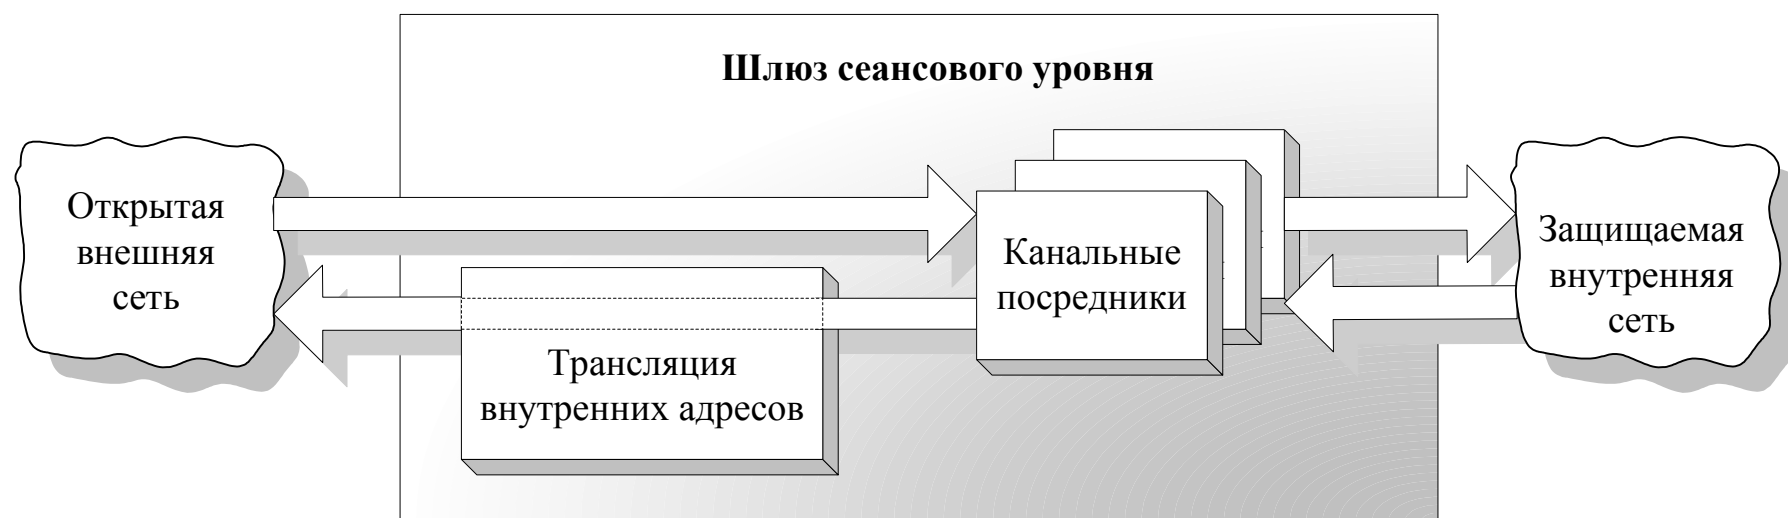 Шлюз сеансового уровня
Открытая
внешняя
сеть
Канальные
посредники
Трансляция
внутренних адресов
Защищаемая
внутренняя
сеть